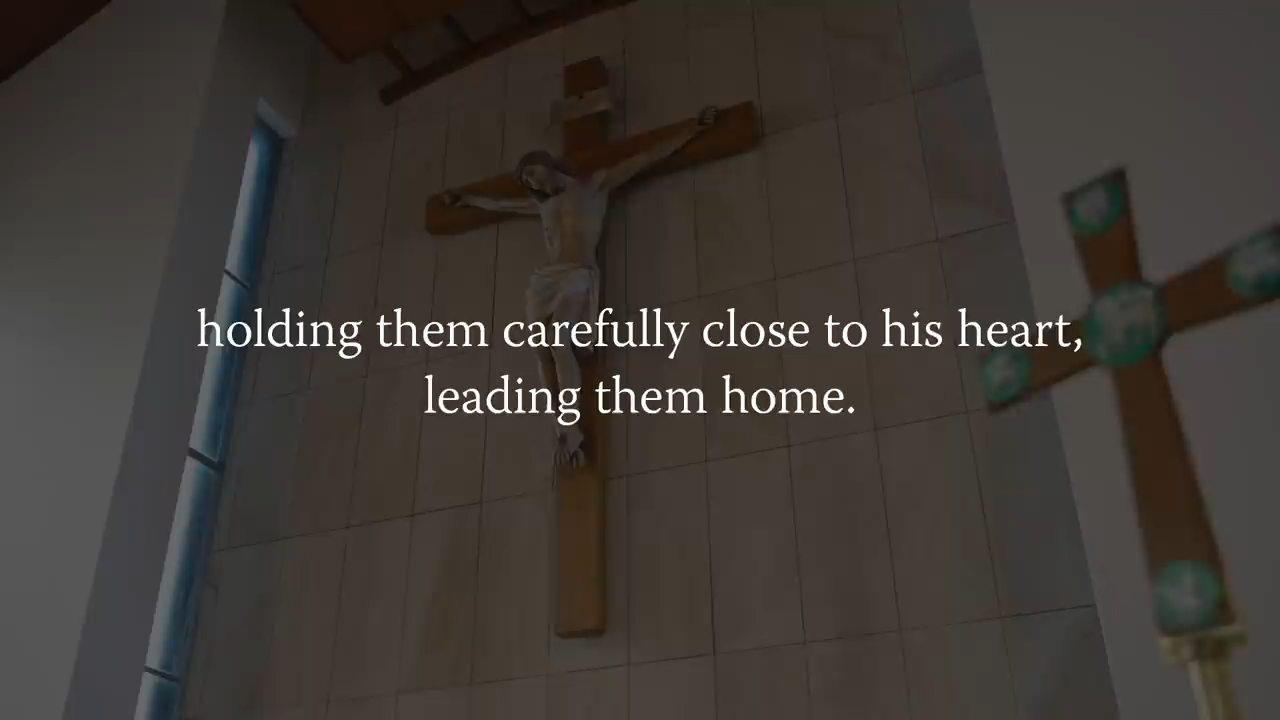 holding them carefully close to his heart,
leading them home.